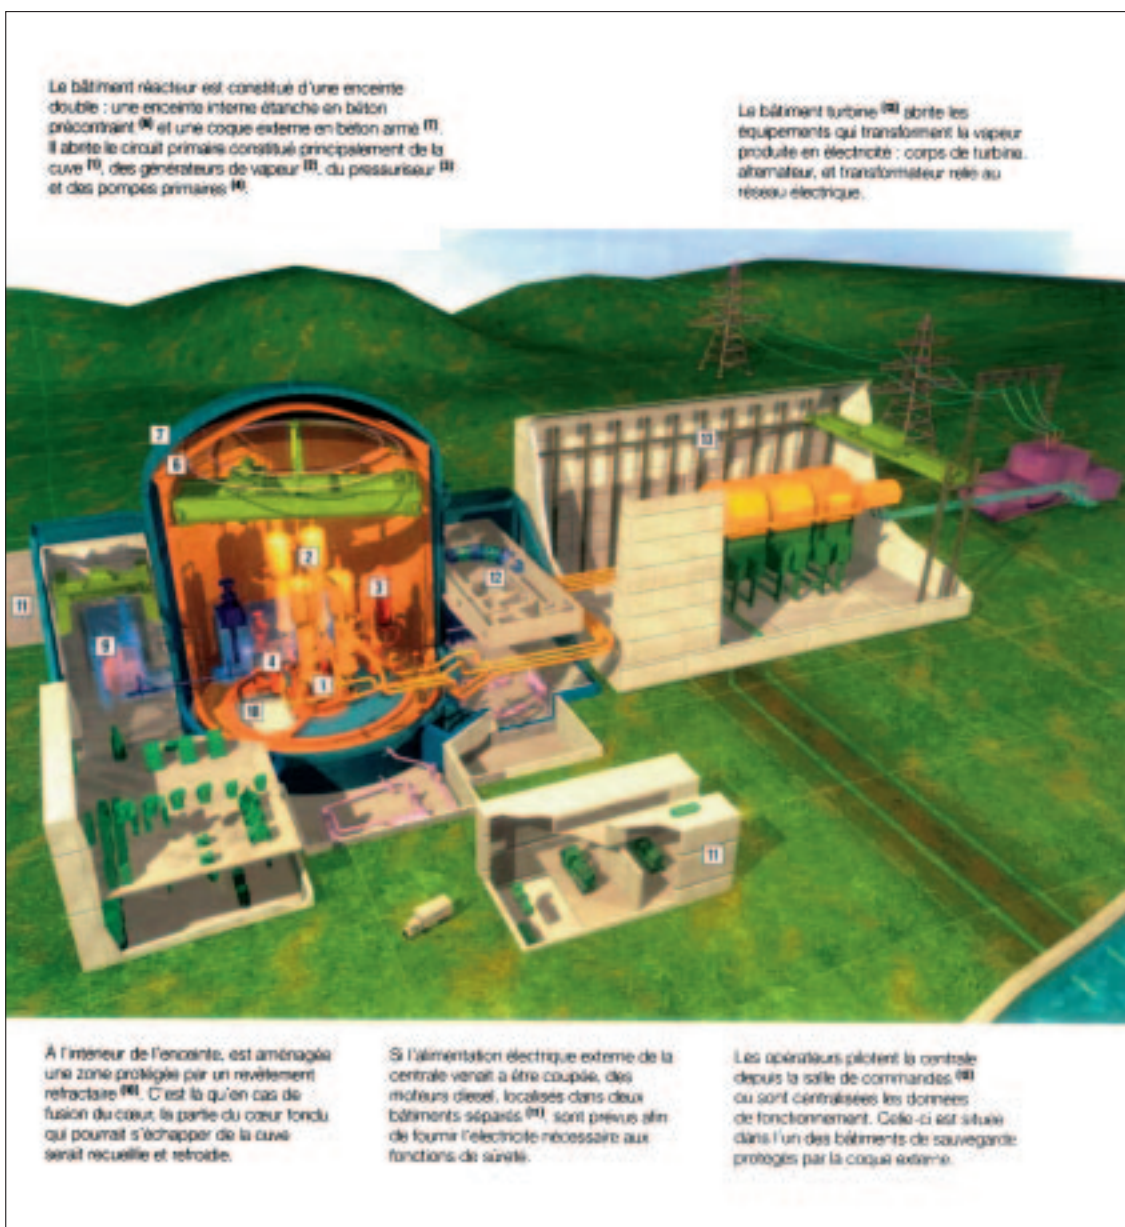 Le bâtiment réacteur est constitué d'une enceinte
double : une enceinte interne étanche en béton
précontraint (6) et une coque externe en béton armé (7).
Il abrite le circuit primaire constitué principalement de la
cuve (1), des générateurs de vapeur (2), du pressuriseur (3)
et des pompes primaires (4).
Le bâtiment turbine (13) abrite les
équipements qui transforment la vapeur
produite en électricité : corps de turbine,
alternateur, et transformateur relié au
réseau électrique.
7
6
13
2
12
3
11
9
4
1
10
11
À l'intérieur de l'enceinte, est aménagée
une zone protégée par un revêtement
réfractaire (10). C'est là qu'en cas de
fusion du cœur, la partie du cœur fondu
qui pourrait s'échapper de la cuve
serait recueillie et refroidie.
Si l'alimentation électrique externe de la
centrale venait a être coupée, des
moteurs diesel, localisés dans deux
bâtiments séparés (11), sont prévus afin
de fournir l'électricité nécessaire aux
fonctions de sûreté.
Les opérateurs pilotent la centrale
depuis la salle de commandes (12)
ou sont centralisées les données
de fonctionnement. Celle-ci est située
dans l'un des bâtiments de sauvegarde
protégés par la coque externe.